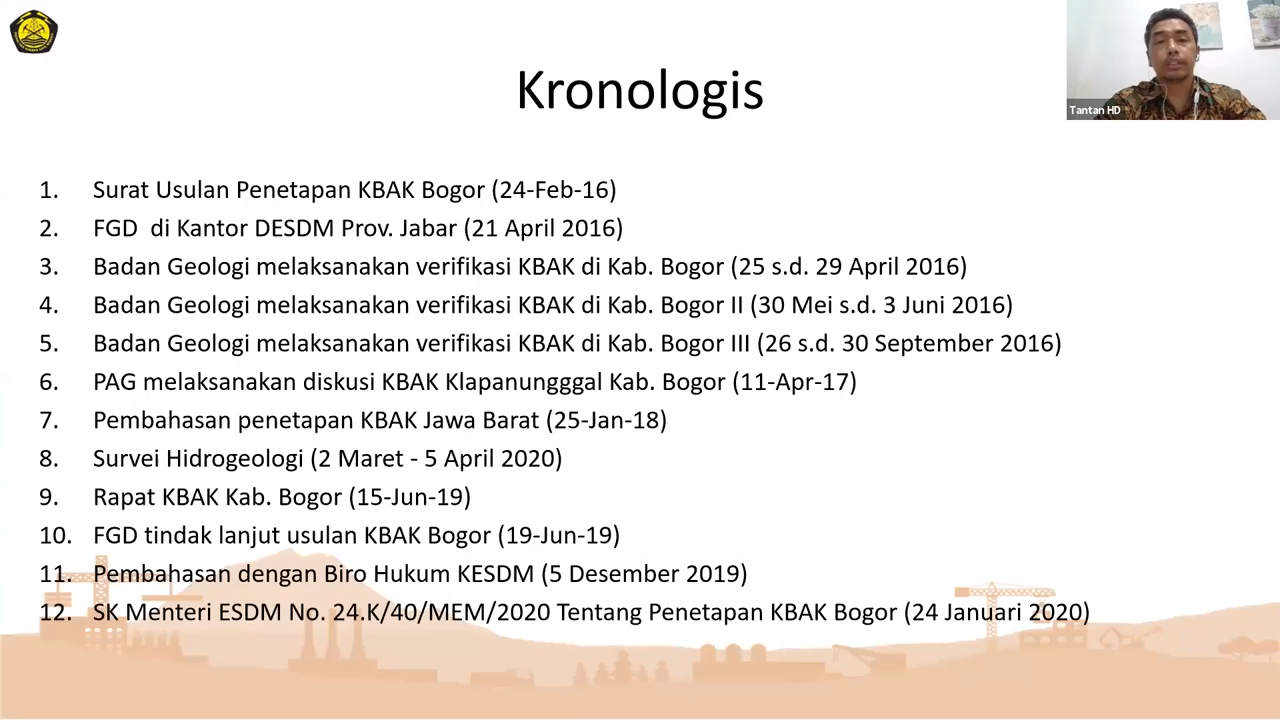 Kronologis
Tantan HD
1. Surat Usulan Penetapan KBAK Bogor (24-Feb-16)
2. FGD di Kantor DESDM Prov. Jabar (21 April 2016)
3. Badan Geologi melaksanakan verifikasi KBAK di Kab. Bogor (25 s.d. 29 April 2016)
4. Badan Geologi melaksanakan verifikasi KBAK di Kab. Bogor II (30 Mei s.d. 3 Juni 2016)
5. Badan Geologi melaksanakan verifikasi KBAK di Kab. Bogor III (26 s.d. 30 September 2016)
6. PAG melaksanakan diskusi KBAK Klapanungggal Kab. Bogor (11-Apr-17)
7. Pembahasan penetapan KBAK Jawa Barat (25-Jan-18)
8. Survei Hidrogeologi (2 Maret - 5 April 2020)
9. Rapat KBAK Kab. Bogor (15-Jun-19)
10. FGD tindak lanjut usulan KBAK Bogor (19-Jun-19)
11. Pembahasan dengan Biro Hukum KESDM (5 Desember 2019)
12. SK Menteri ESDM No. 24.K/40/MEM/2020 Tentang Penetapan KBAK Bogor (24 Januari 2020)